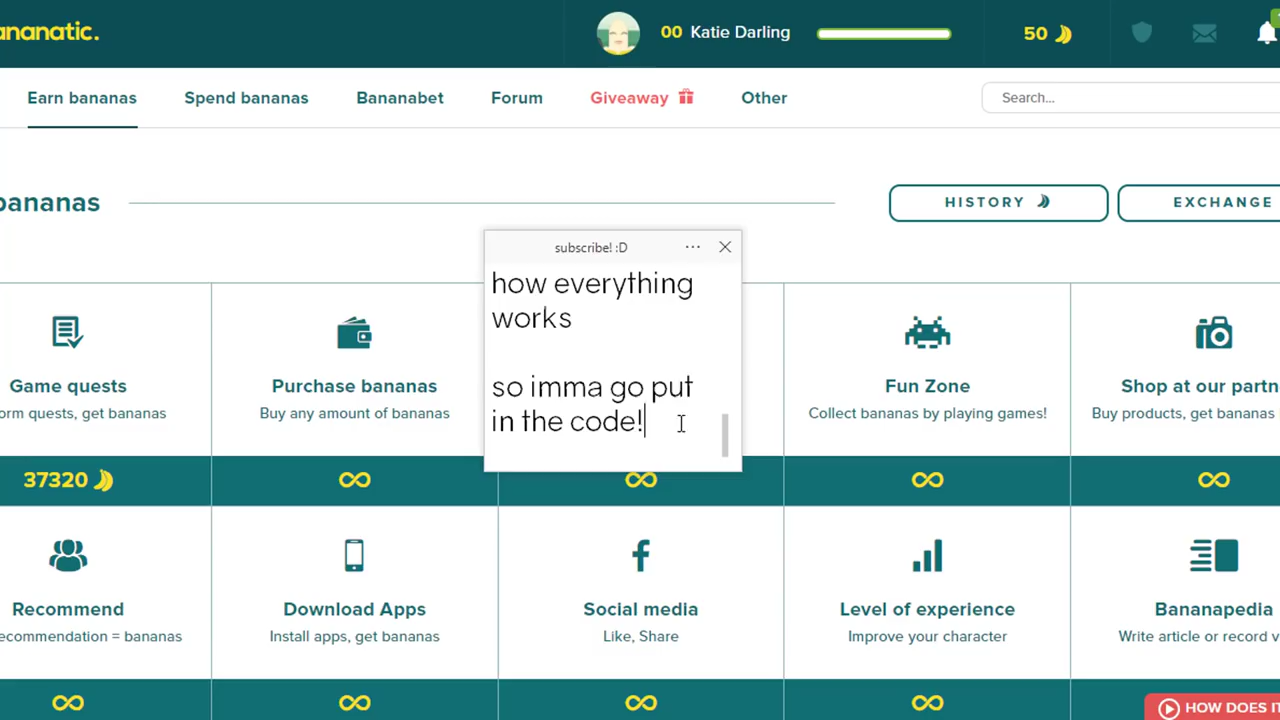 ananatic.
00 Katie Darling
50
Earn bananas
Spend bananas
Bananabet
Forum
Giveaway
Other
Search...
bananas
HISTORY
EXCHANGE
subscribe! :D
how everything
works
so imma go put
in the code!
Game quests
orm quests, get bananas
Purchase bananas
Buy any amount of bananas
Fun Zone
Collect bananas by playing games!
Shop at our partn
Buy products, get bananas
37320
∞
∞
∞
∞
Recommend
ecommendation = bananas
Download Apps
Install apps, get bananas
Social media
Like, Share
Level of experience
Improve your character
Bananapedia
Write article or record v
∞
∞
∞
∞
HOW DOES I